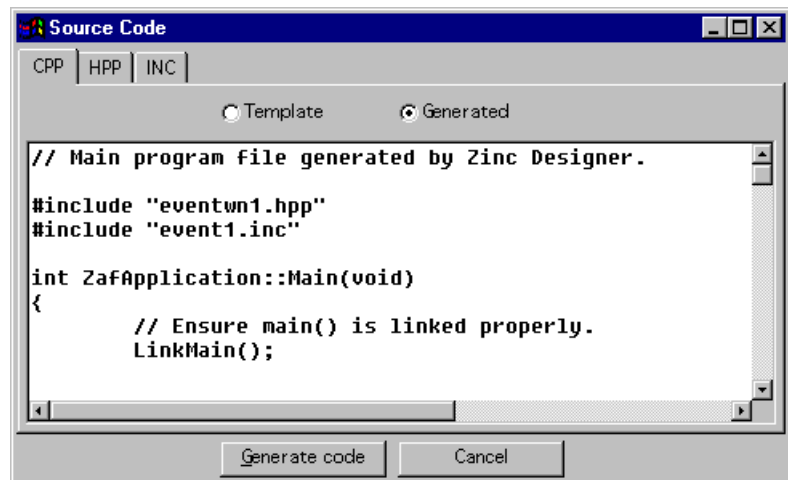 Source Code
CPP HPP INC
Template Generated
// Main program file generated by Zinc Designer.
#include "eventwn1.hpp"
#include "event1.inc"
int ZafApplication::Main(void)
{
// Ensure main() is linked properly.
LinkMain();
Generate code Cancel